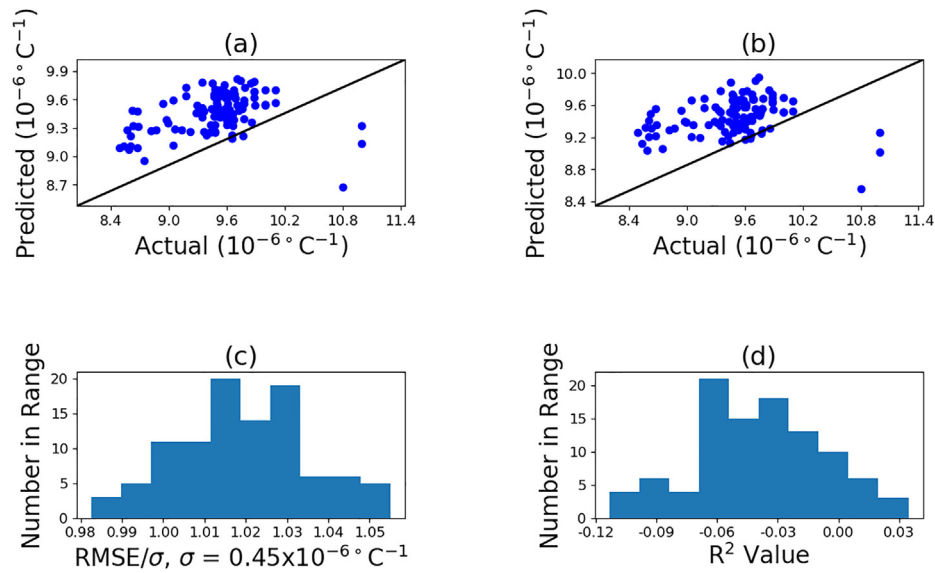 (a)
Predicted (10⁻⁶°C⁻¹)
9.9
9.6
9.3
9.0
8.7
8.4 9.0 9.6 10.2 10.8 11.4
Actual (10⁻⁶°C⁻¹)
(b)
Predicted (10⁻⁶°C⁻¹)
10.0
9.6
9.2
8.8
8.4
8.4 9.0 9.6 10.2 10.8 11.4
Actual (10⁻⁶°C⁻¹)
(c)
Number in Range
20
15
10
5
0
0.98 0.99 1.00 1.01 1.02 1.03 1.04 1.05
RMSE/σ, σ = 0.45x10⁻⁶°C⁻¹
(d)
Number in Range
20
15
10
5
0
-0.12 -0.09 -0.06 -0.03 0.00 0.03
R² Value